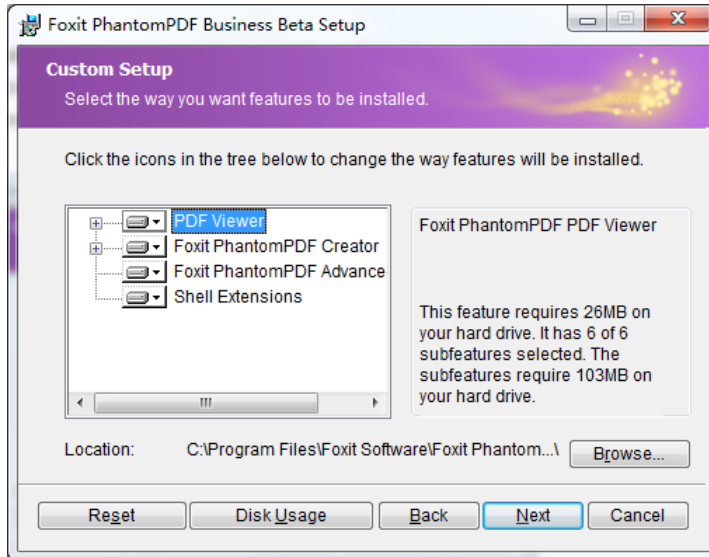 Foxit PhantomPDF Business Beta Setup
Custom Setup
Select the way you want features to be installed.
Click the icons in the tree below to change the way features will be installed.
PDF Viewer
Foxit PhantomPDF Creator
Foxit PhantomPDF Advance
Shell Extensions
Foxit PhantomPDF PDF Viewer
This feature requires 26MB on
your hard drive. It has 6 of 6
subfeatures selected. The
subfeatures require 103MB on
your hard drive.
Location: C:\Program Files\Foxit Software\Foxit Phantom...\ Browse...
Reset Disk Usage Back Next Cancel